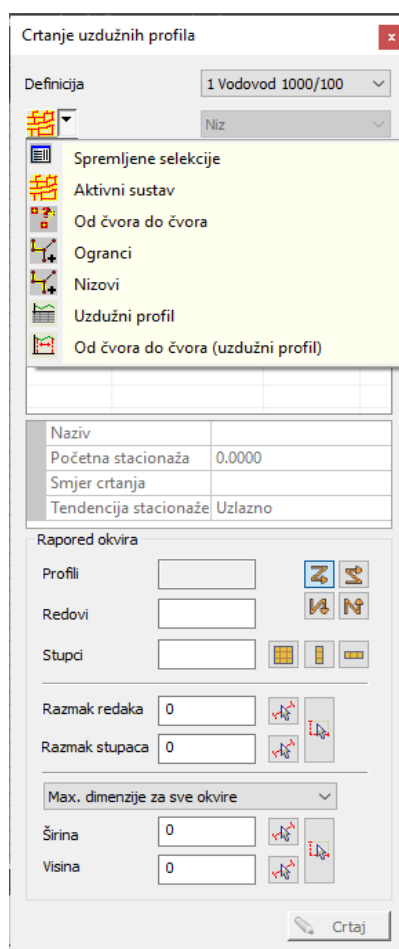 Crtanje uzdužnih profila
x
Definicija
1 Vodovod 1000/100
Niz
Spremljene selekcije
Aktivni sustav
Od čvora do čvora
Ogranci
Nizovi
Uzdužni profil
Od čvora do čvora (uzdužni profil)
Naziv
Početna stacionaža 0.0000
Smjer crtanja
Tendencija stacionaže Uzlazno
Rapored okvira
Profili
Redovi
Stupci
Razmak redaka 0
Razmak stupaca 0
Max. dimenzije za sve okvire
Širina 0
Visina 0
Crtaj